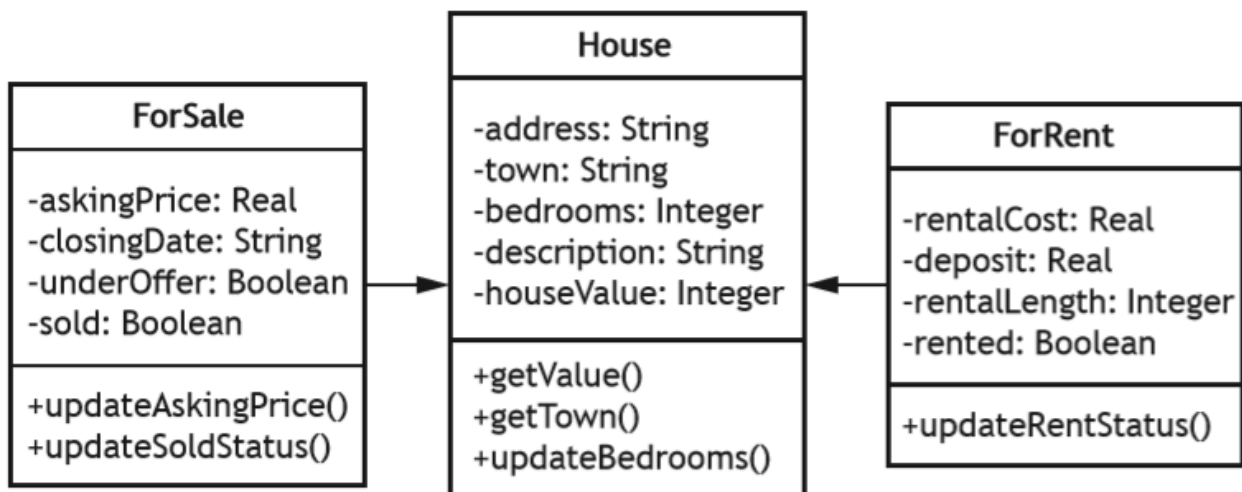 ForSale
-askingPrice: Real
-closingDate: String
-underOffer: Boolean
-sold: Boolean
+updateAskingPrice()
+updateSoldStatus()
House
-address: String
-town: String
-bedrooms: Integer
-description: String
-houseValue: Integer
+getValue()
+getTown()
+updateBedrooms()
ForRent
-rentalCost: Real
-deposit: Real
-rentalLength: Integer
-rented: Boolean
+updateRentStatus()